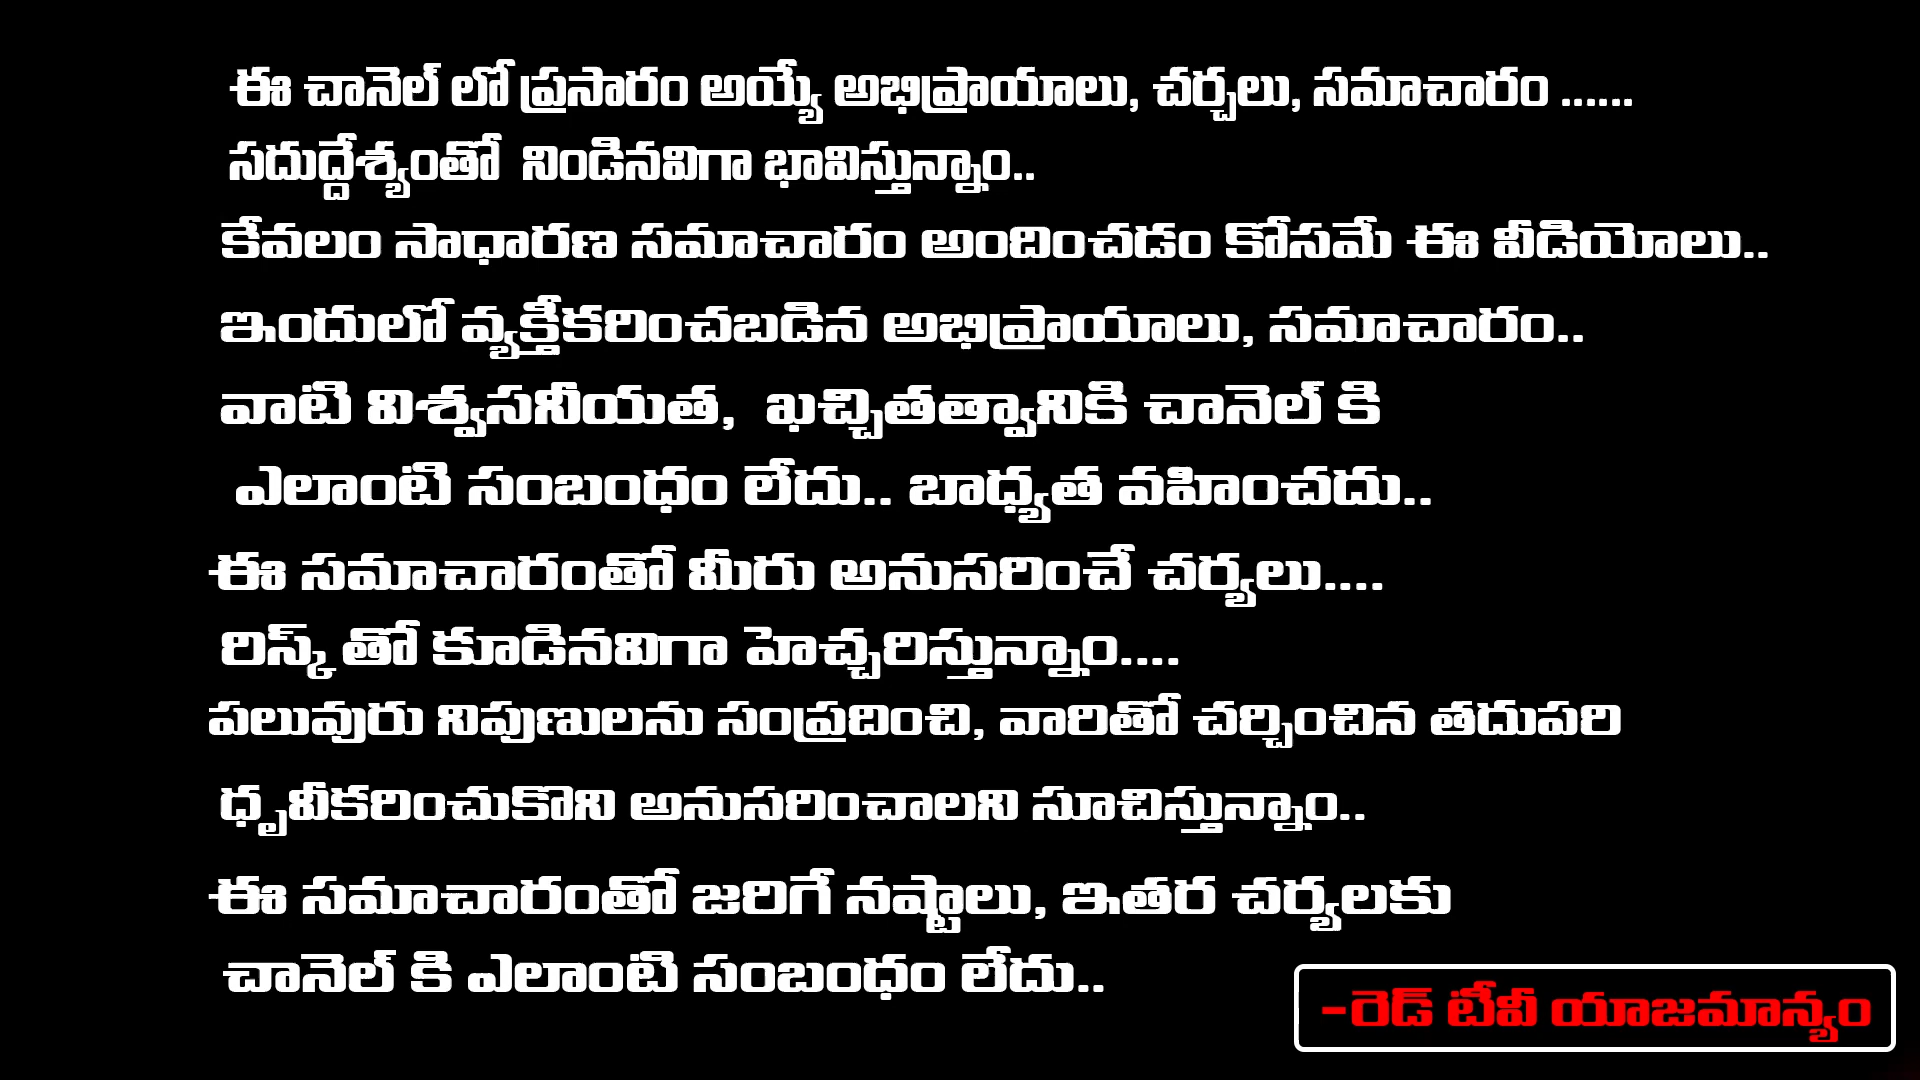 ఈ చానెల్ లో ప్రసారం అయ్యే అభిప్రాయాలు, చర్చలు, సమాచారం ......
సదుద్దేశ్యంతో నిండినవిగా భావిస్తున్నాం..
కేవలం సాధారణ సమాచారం అందించడం కోసమే ఈ వీడియోలు..
ఇందులో వ్యక్తీకరించబడిన అభిప్రాయాలు, సమాచారం..
వాటి విశ్వసనీయత, ఖచ్చితత్వానికి చానెల్ కి
ఎలాంటి సంబంధం లేదు.. బాధ్యత వహించదు..
ఈ సమాచారంతో మీరు అనుసరించే చర్యలు....
రిస్క్ తో కూడినవిగా హెచ్చరిస్తున్నాం....
పలువురు నిపుణులను సంప్రదించి, వారితో చర్చించిన తదుపరి
ధృవీకరించుకొని అనుసరించాలని సూచిస్తున్నాం..
ఈ సమాచారంతో జరిగే నష్టాలు, ఇతర చర్యలకు
చానెల్ కి ఎలాంటి సంబంధం లేదు..
-రెడ్ టీవీ యాజమాన్యం